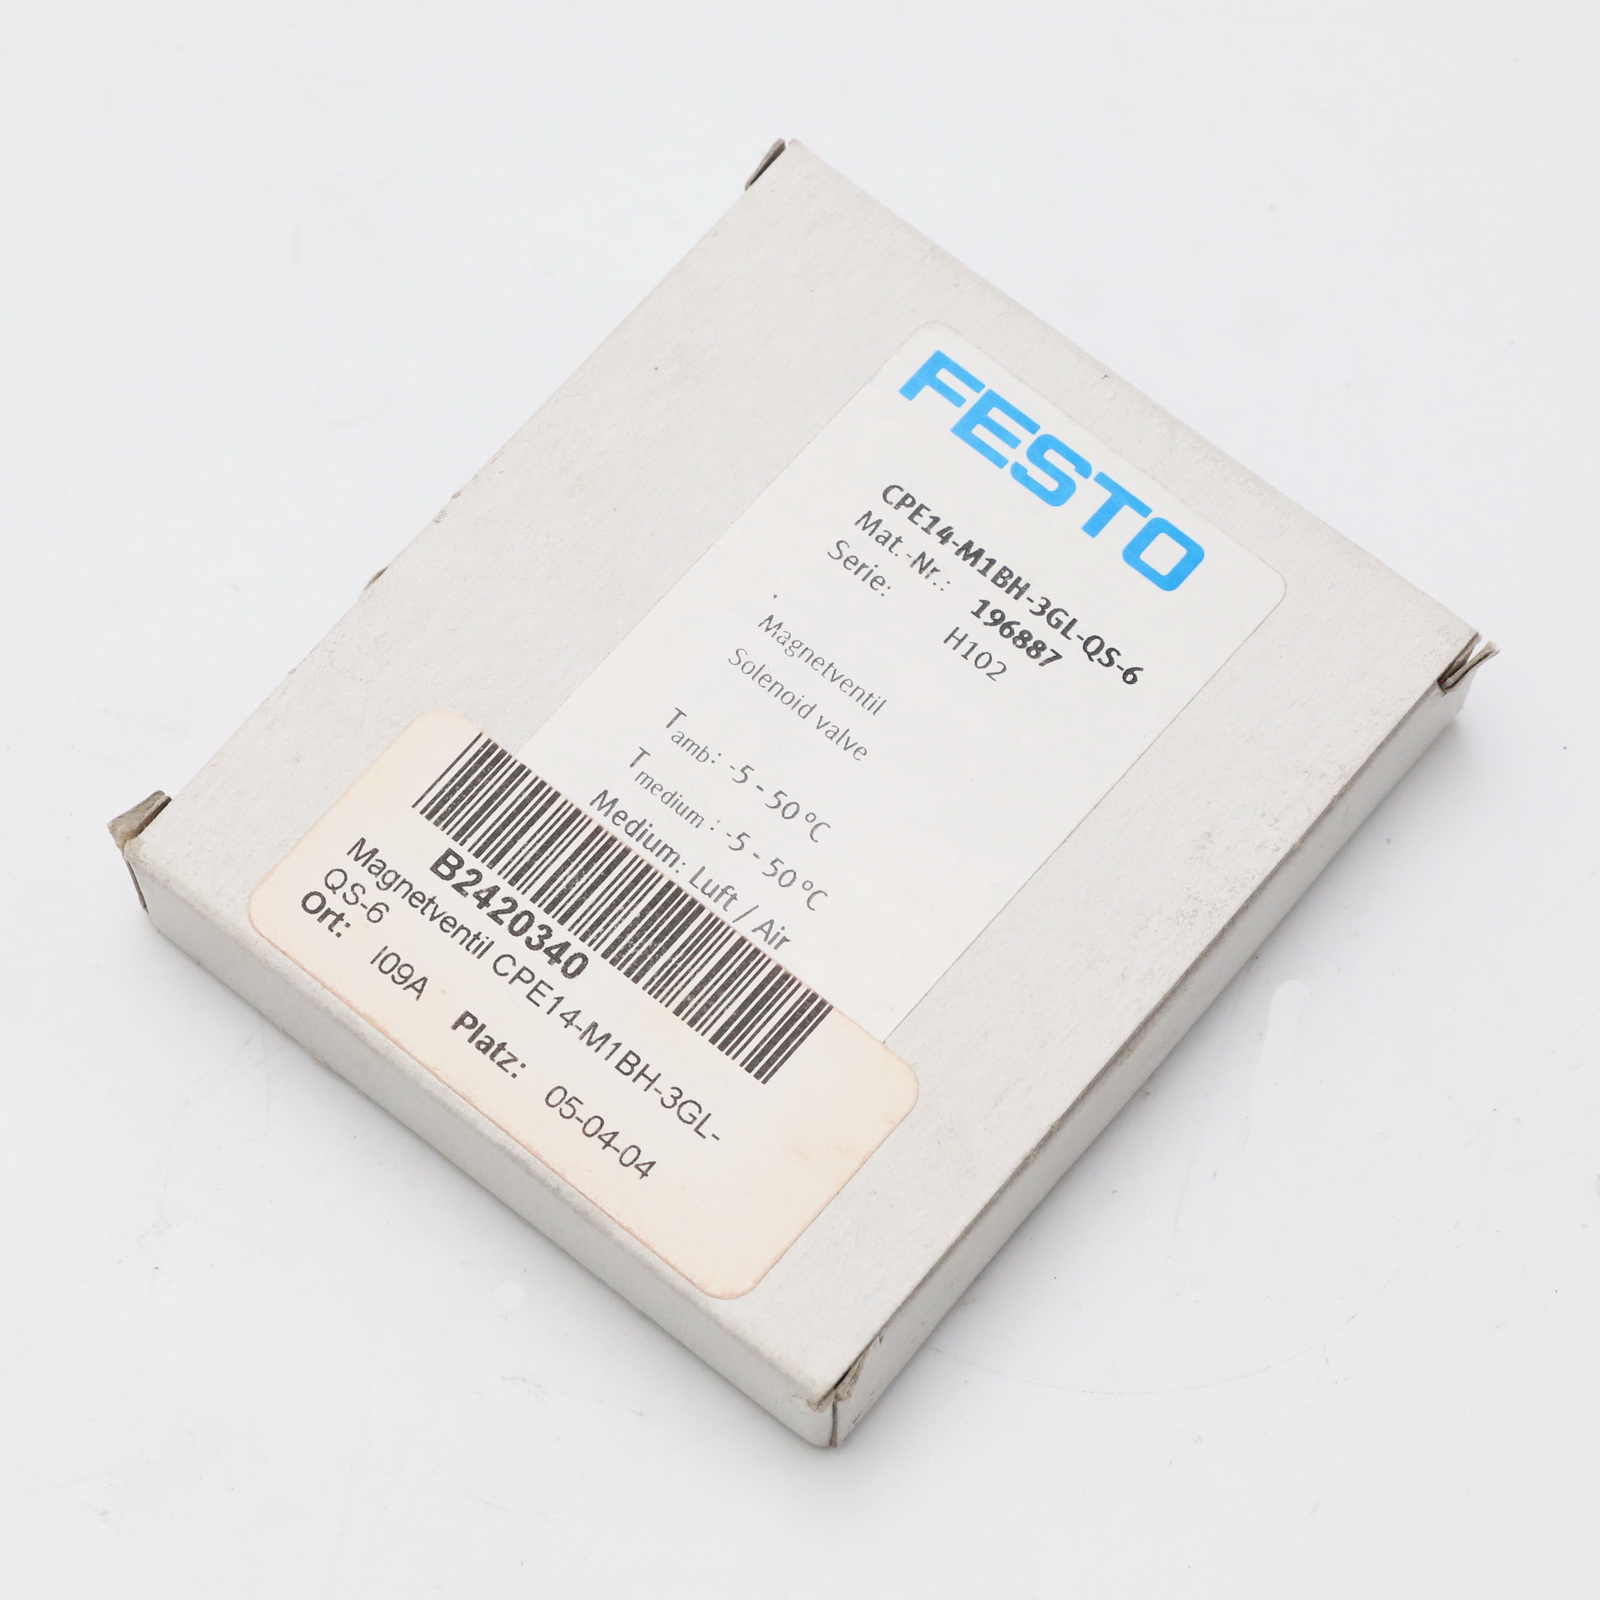 FESTO
CPE14-M1BH-3GL-QS-6
Mat.-Nr.: 196887
Serie: H102
Magnetventil
Solenoid valve
Tamb: -5 - 50°C
Tmedium: -5 - 50°C
Medium: Luft / Air
B2420340
Magnetventil CPE14-M1BH-3GL-
QS-6
Ort: I09A Platz: 05-04-04